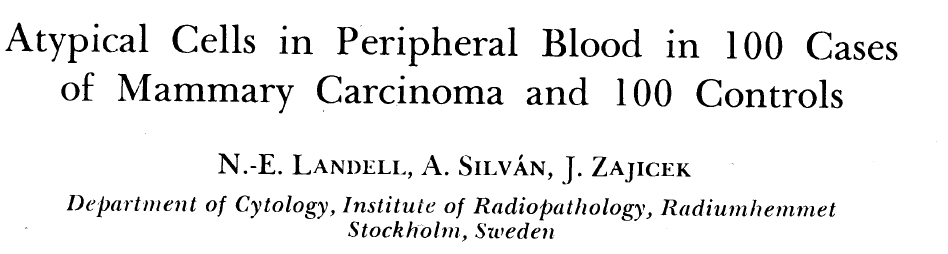 Atypical Cells in Peripheral Blood in 100 Cases
of Mammary Carcinoma and 100 Controls
N.-E. LANDELL, A. SILVÁN, J. ZAJICEK
Department of Cytology, Institute of Radiopathology, Radiumhemmet
Stockholm, Sweden